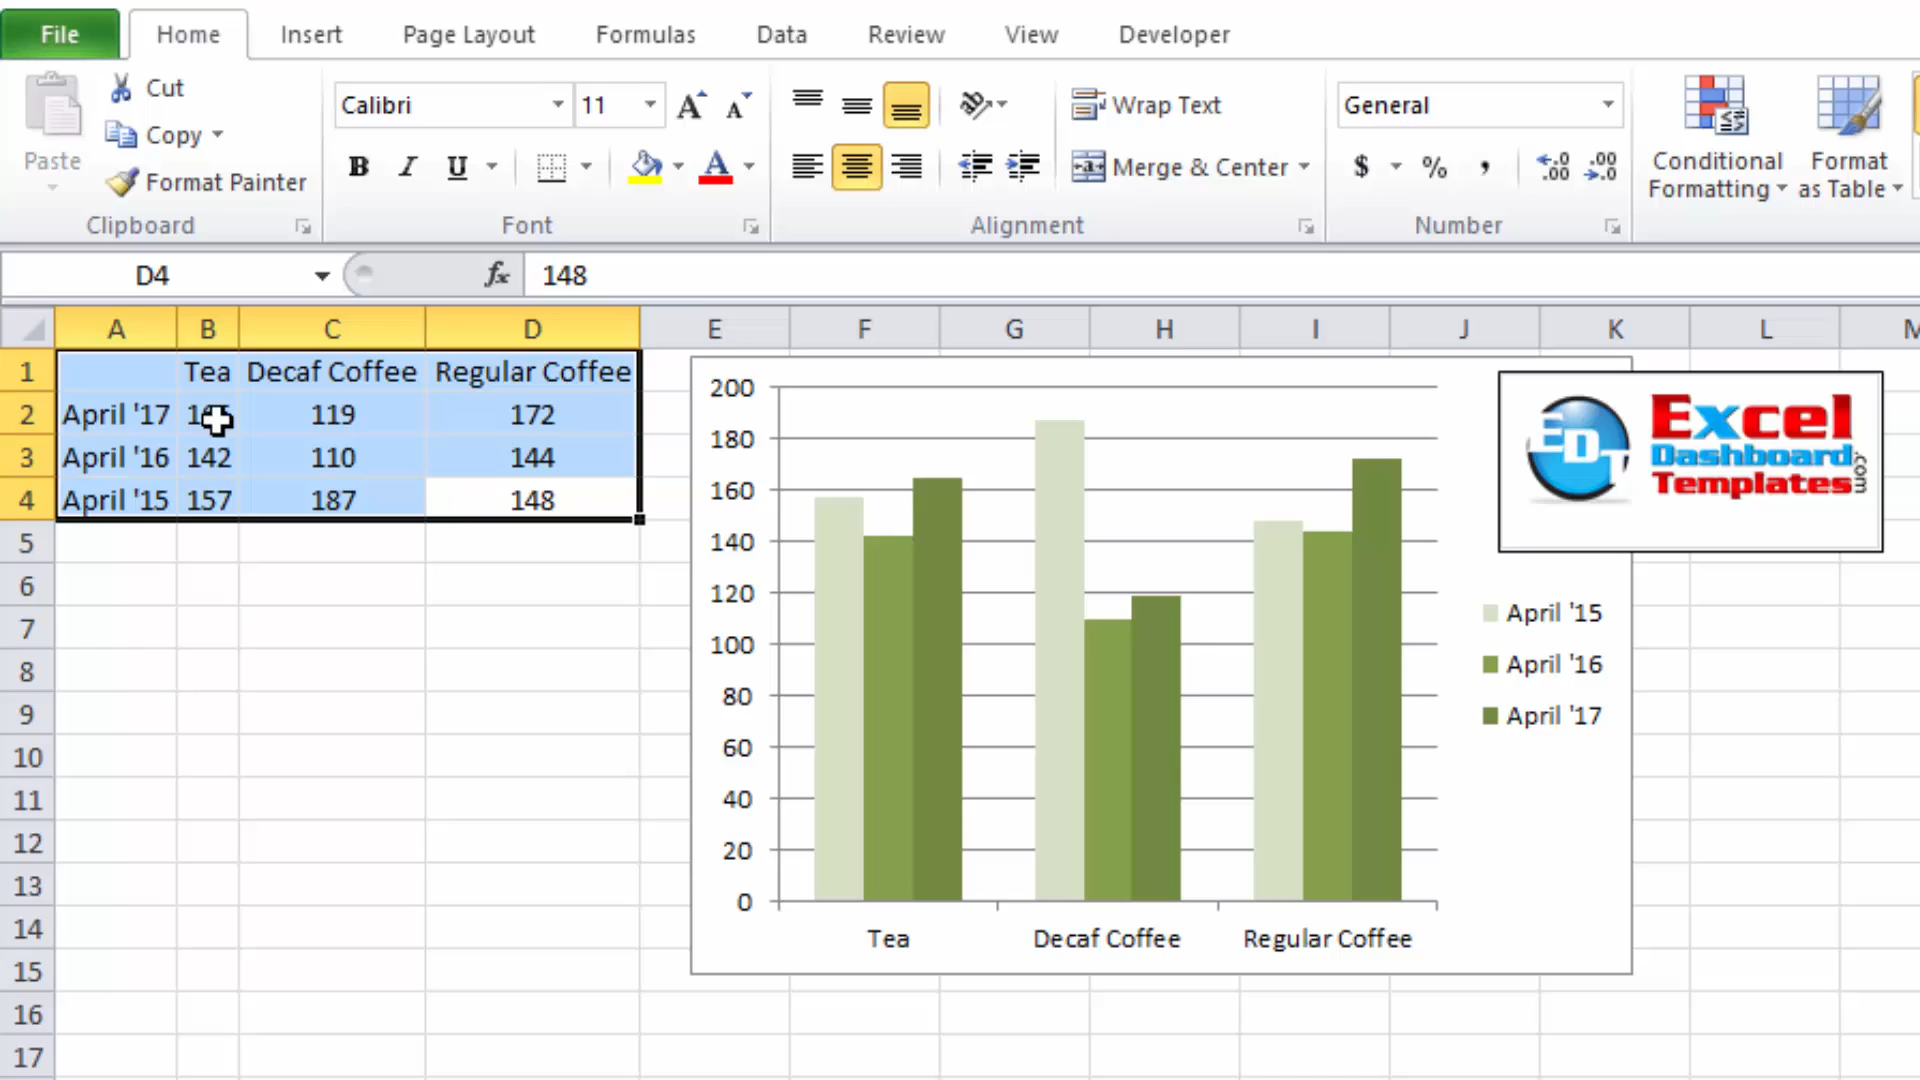 File Home Insert Page Layout Formulas Data Review View Developer
Paste
Cut
Copy
Format Painter
Clipboard
Calibri 11
B I U A
Font
Wrap Text
Merge & Center
Alignment
General
$ % ,
Number
Conditional Formatting
Format as Table
D4 fx 148
A B C D E F G H I J K L M
1 Tea Decaf Coffee Regular Coffee
2 April '17 119 172
3 April '16 142 110 144
4 April '15 157 187 148
5
6
7
8
9
10
11
12
13
14
15
16
17
200
180
160
140
120
100
80
60
40
20
0
Tea Decaf Coffee Regular Coffee
April '15
April '16
April '17
EDT
Excel
Dashboard
Templates
.com